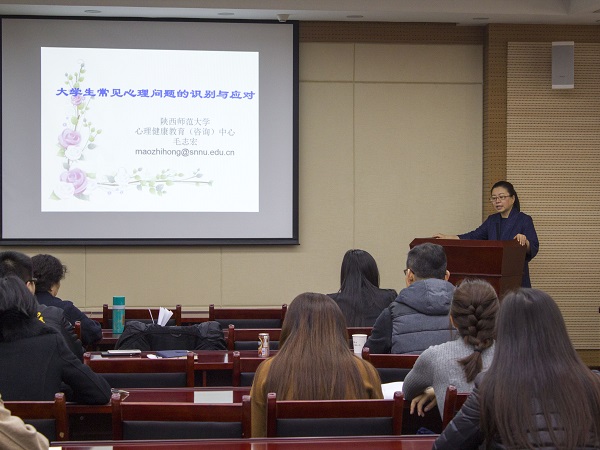 大学生常见心理问题的识别与应对
陕西师范大学
心理健康教育（咨询）中心
毛志宏
maozhihong@snnu.edu.cn